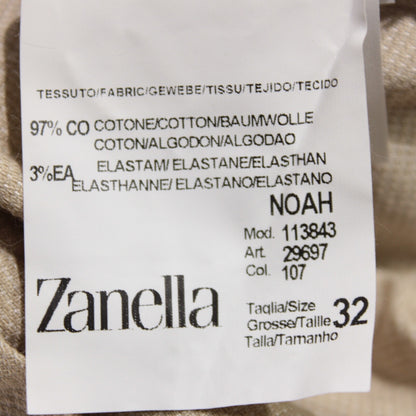 TESSUTO/FABRIC/GEWEBE/TISSU/TEJIDO/TECIDO
97% CO COTONE/COTTON/BAUMWOLLE
COTON/ALGODON/ALGODAO
3%EA ELASTAM/ELASTANE/ELASTHAN
ELASTHANNE/ELASTANO/ELASTANO
NOAH
Mod. 113843
Art. 29697
Col. 107
Zanella
Taglia/Size
Grosse/Taille 32
Talla/Tamanho